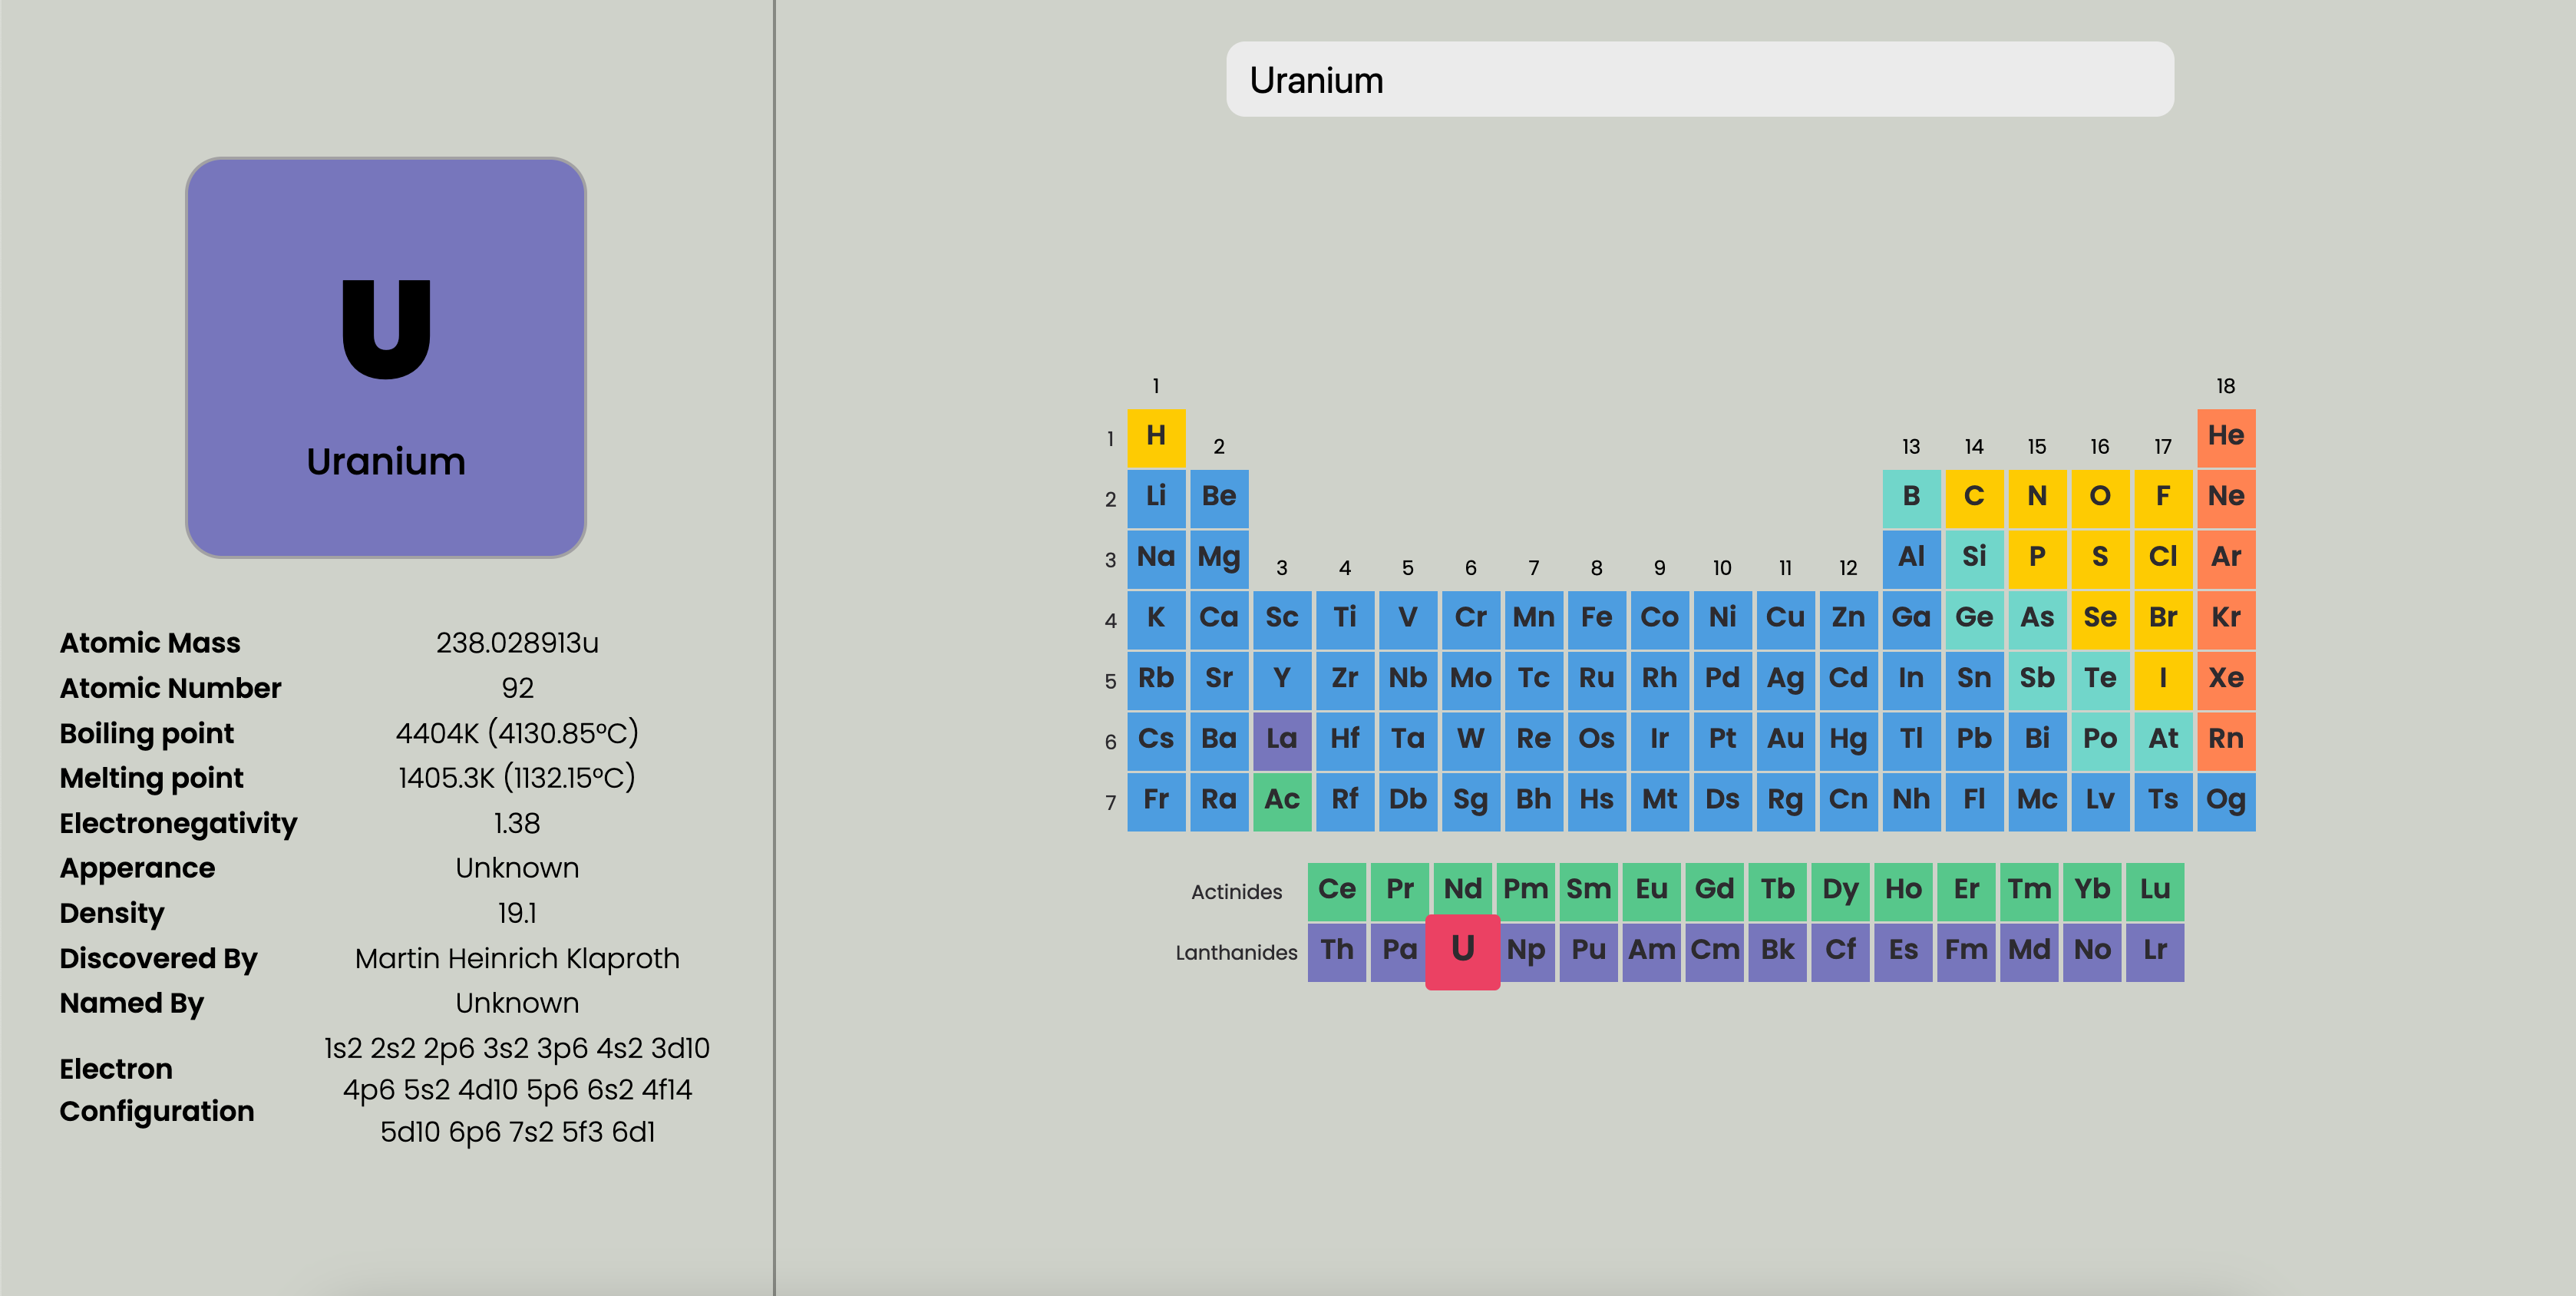 Uranium
U
Uranium
Atomic Mass 238.028913u
Atomic Number 92
Boiling point 4404K (4130.85°C)
Melting point 1405.3K (1132.15°C)
Electronegativity 1.38
Apperance Unknown
Density 19.1
Discovered By Martin Heinrich Klaproth
Named By Unknown
Electron Configuration
1s2 2s2 2p6 3s2 3p6 4s2 3d10
4p6 5s2 4d10 5p6 6s2 4f14
5d10 6p6 7s2 5f3 6d1
1 18
1 H He
2 13 14 15 16 17
2 Li Be B C N O F Ne
3 Na Mg Al Si P S Cl Ar
3 4 5 6 7 8 9 10 11 12
4 K Ca Sc Ti V Cr Mn Fe Co Ni Cu Zn Ga Ge As Se Br Kr
5 Rb Sr Y Zr Nb Mo Tc Ru Rh Pd Ag Cd In Sn Sb Te I Xe
6 Cs Ba La Hf Ta W Re Os Ir Pt Au Hg Tl Pb Bi Po At Rn
7 Fr Ra Ac Rf Db Sg Bh Hs Mt Ds Rg Cn Nh Fl Mc Lv Ts Og
Actinides Ce Pr Nd Pm Sm Eu Gd Tb Dy Ho Er Tm Yb Lu
Lanthanides Th Pa U Np Pu Am Cm Bk Cf Es Fm Md No Lr